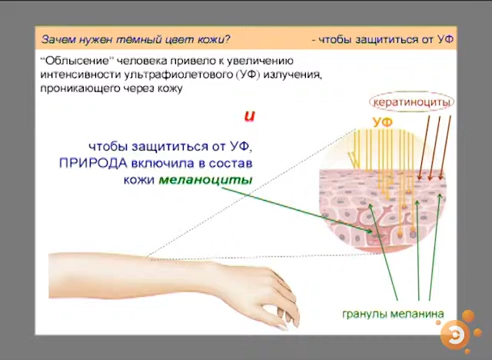 Зачем нужен тёмный цвет кожи? - чтобы защититься от УФ
“Облысение” человека привело к увеличению
интенсивности ультрафиолетового (УФ) излучения,
проникающего через кожу
и
кератиноциты
УФ
чтобы защититься от УФ,
ПРИРОДА включила в состав
кожи меланоциты
гранулы меланина
Э